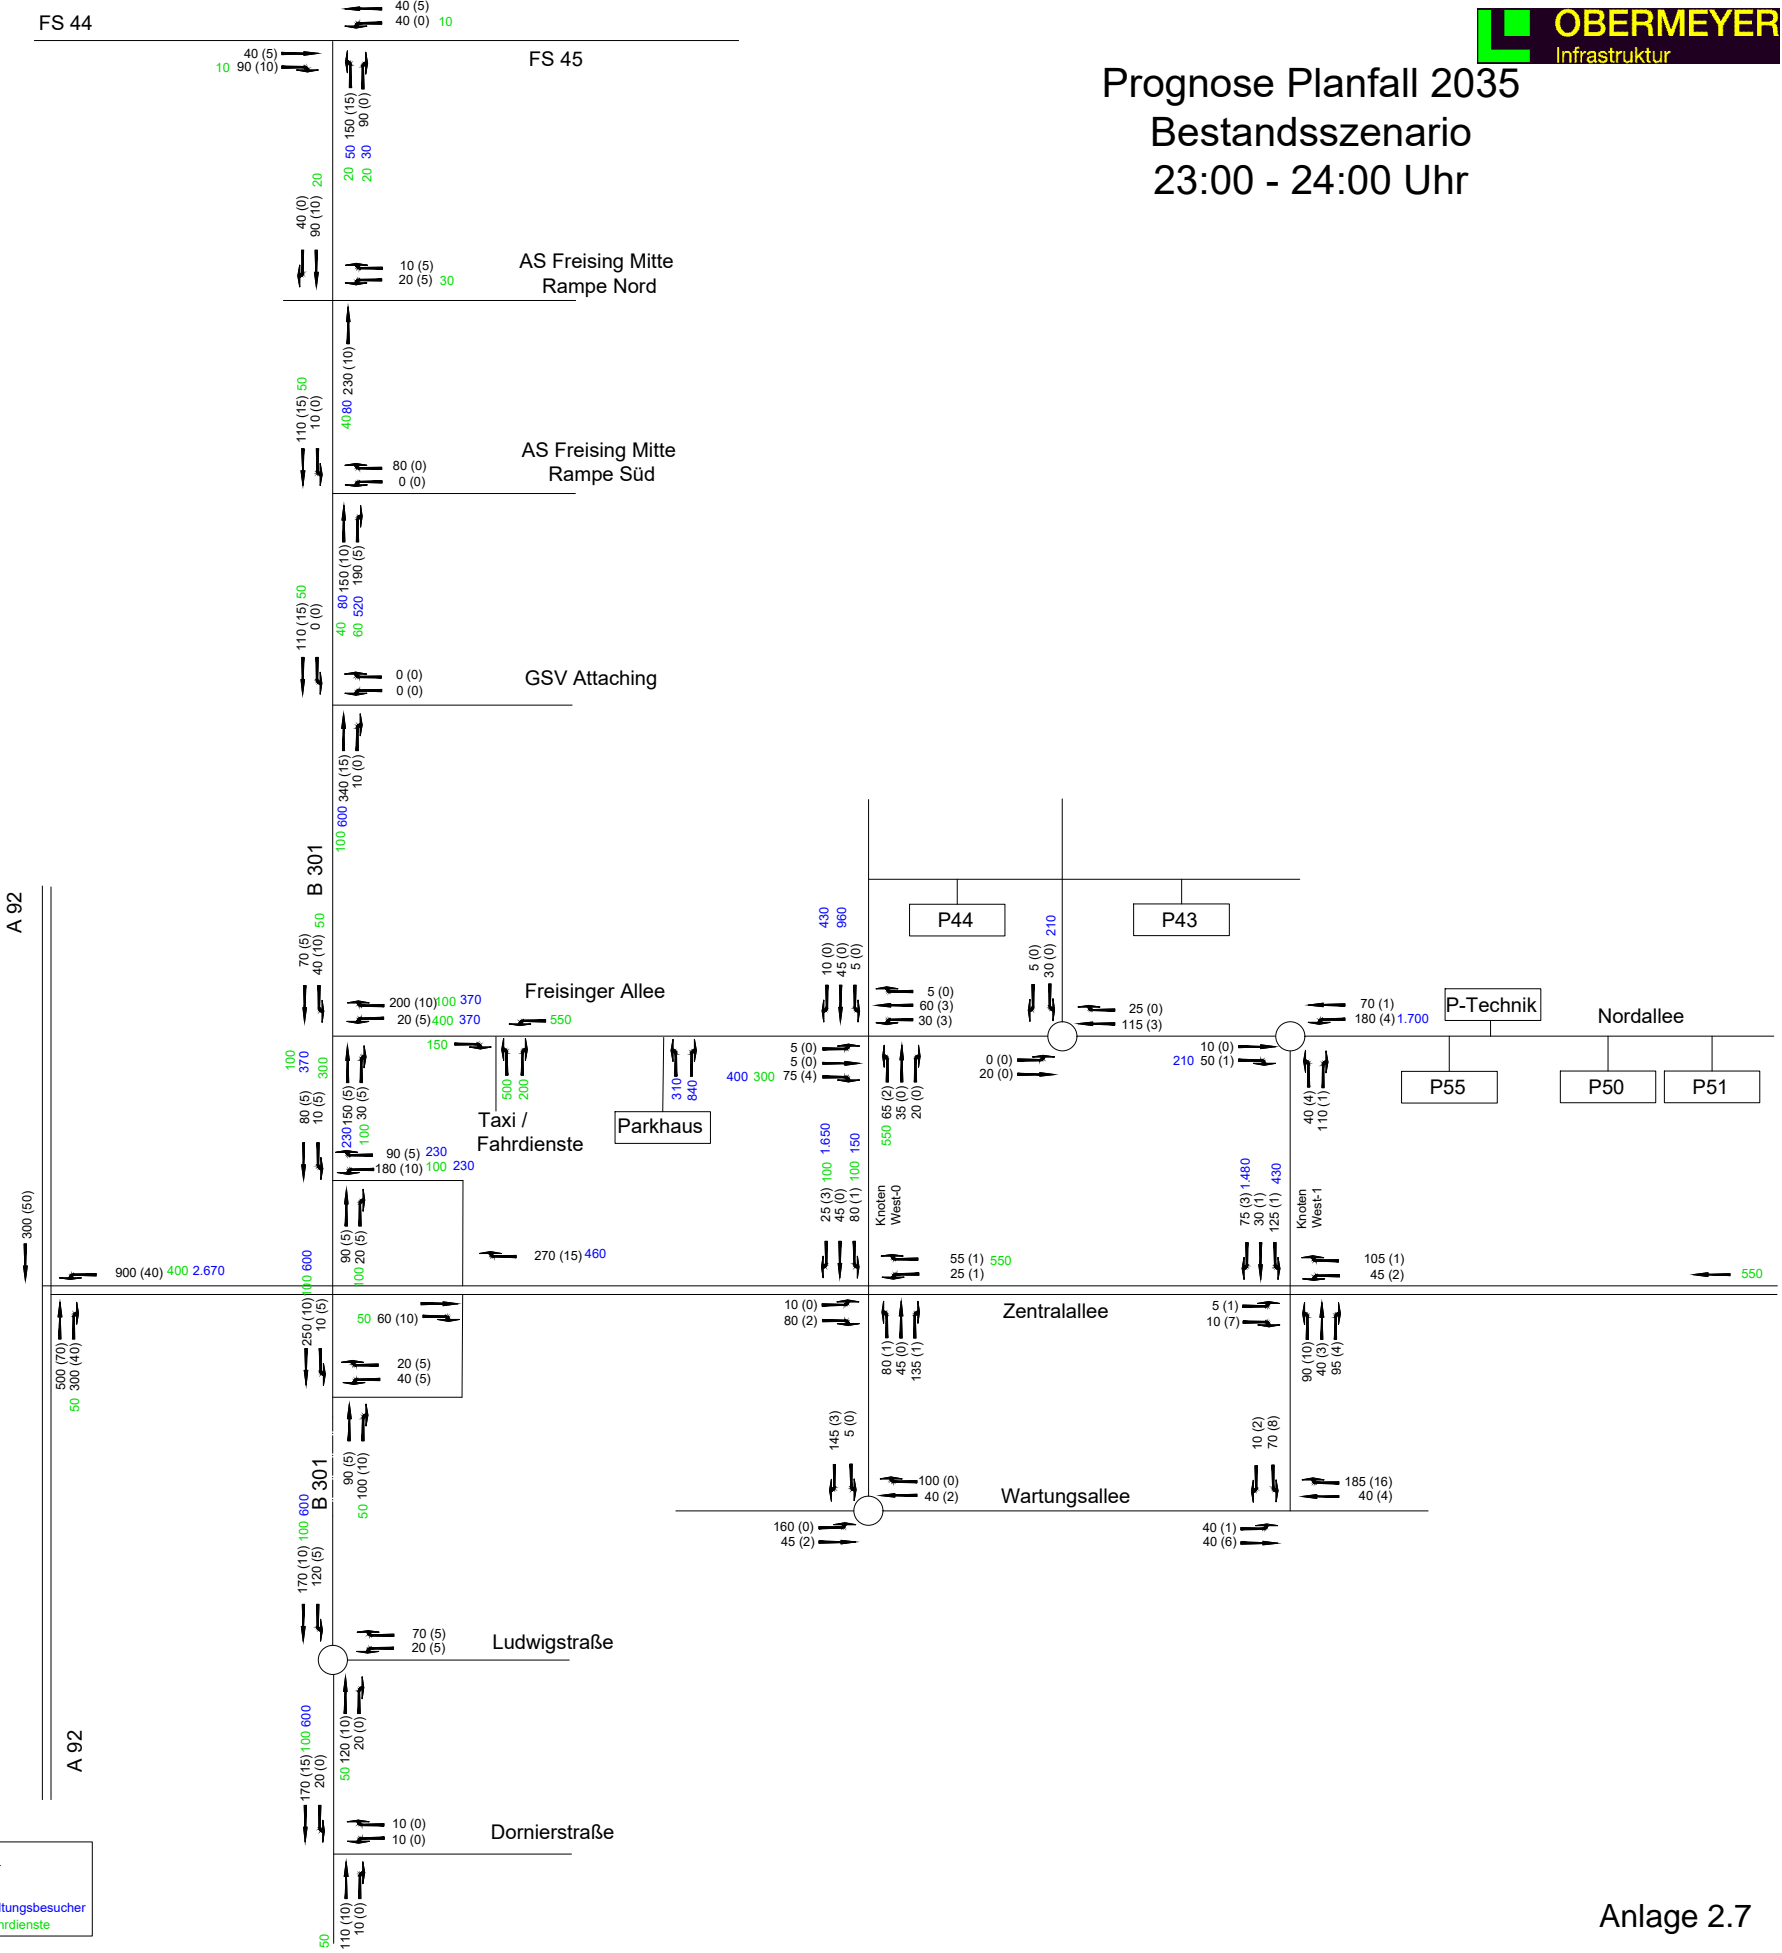 FS 44
40 (5)
40 (0) 10
40 (5)
10 90 (10)
FS 45
OBERMEYER
Infrastruktur
Prognose Planfall 2035
Bestandsszenario
23:00 - 24:00 Uhr
20 50 150 (15)
20 30 90 (0)
40 (0)
90 (10) 20
10 (5)
20 (5) 30
AS Freising Mitte
Rampe Nord
40 80 230 (10)
110 (15) 50
10 (0)
80 (0)
0 (0)
AS Freising Mitte
Rampe Süd
40 80 150 (10)
60 520 190 (5)
110 (15) 50
0 (0)
0 (0)
0 (0)
GSV Attaching
100 600 340 (15)
10 (0)
B 301
A 92
70 (5)
40 (10) 50
200 (10) 100 370
20 (5) 400 370
Freisinger Allee
550
150
500
200
Taxi /
Fahrdienste
310
840
Parkhaus
10 (0) 430
45 (0) 960
5 (0)
P44
P43
5 (0)
60 (3)
30 (3)
5 (0)
30 (0) 210
25 (0)
115 (3)
70 (1)
180 (4) 1.700
P-Technik
Nordallee
5 (0)
5 (0)
400 300 75 (4)
0 (0)
20 (0)
10 (0)
210 50 (1)
P55
P50
P51
550 65 (2)
35 (0)
20 (0)
40 (4)
110 (1)
80 (5) 370 100
10 (5) 300
230 150 (5)
100 30 (5)
90 (5) 230
180 (10) 100 230
25 (3) 100 1.650
45 (0)
80 (1) 100 150
Knoten
West-0
75 (3) 1.480
30 (1)
125 (1) 430
Knoten
West-1
300 (50)
90 (5)
100 20 (5)
270 (15) 460
55 (1) 550
25 (1)
105 (1)
45 (2)
550
900 (40) 400 2.670
250 (10) 100 600
10 (5)
50 60 (10)
10 (0)
80 (2)
Zentralallee
5 (1)
10 (7)
500 (70)
50 300 (40)
20 (5)
40 (5)
80 (1)
45 (0)
135 (1)
90 (10)
40 (3)
95 (4)
90 (5)
50 100 (10)
B 301
145 (3)
5 (0)
10 (2)
70 (8)
100 (0)
40 (2)
Wartungsallee
185 (16)
40 (4)
160 (0)
45 (2)
40 (1)
40 (6)
170 (10) 100 600
120 (5)
70 (5)
20 (5)
Ludwigstraße
50 120 (10)
20 (0)
A 92
170 (15) 100 600
20 (0)
10 (0)
10 (0)
Dornierstraße
50 110 (10)
10 (0)
tungsbesucher
hrdienste
Anlage 2.7